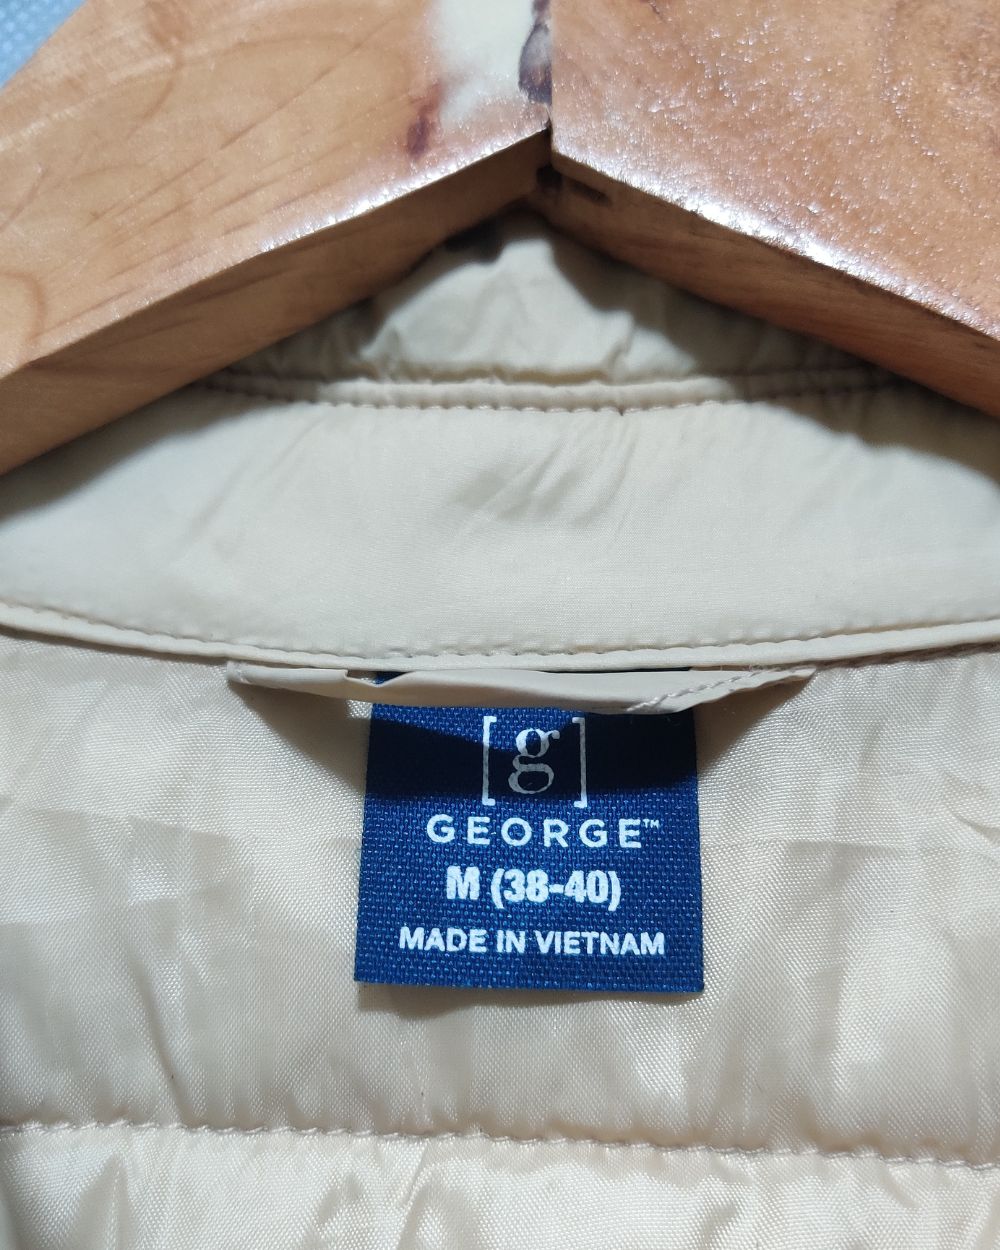 [g]
GEORGE™
M (38-40)
MADE IN VIETNAM